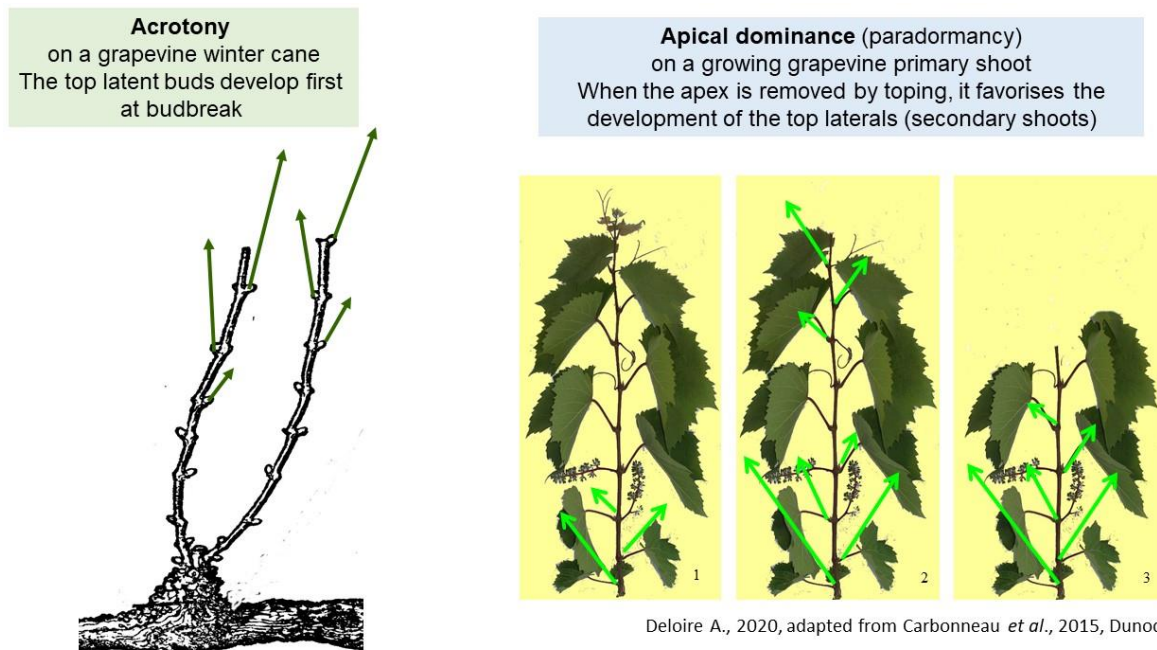 Acrotony
on a grapevine winter cane
The top latent buds develop first
at budbreak
Apical dominance (paradormancy)
on a growing grapevine primary shoot
When the apex is removed by toping, it favorises the
development of the top laterals (secondary shoots)
1
2
3
Deloire A., 2020, adapted from Carbonneau et al., 2015, Dunod